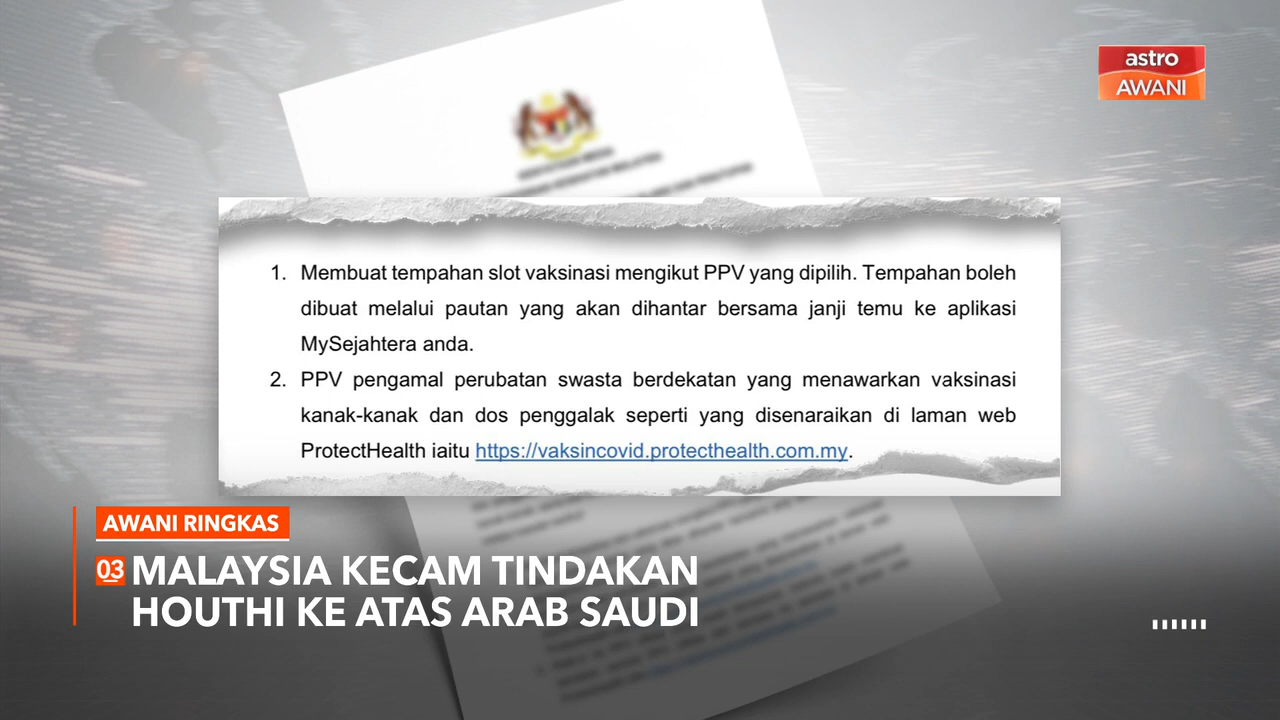 astro
AWANI
1. Membuat tempahan slot vaksinasi mengikut PPV yang dipilih. Tempahan boleh
dibuat melalui pautan yang akan dihantar bersama janji temu ke aplikasi
MySejahtera anda.
2. PPV pengamal perubatan swasta berdekatan yang menawarkan vaksinasi
kanak-kanak dan dos penggalak seperti yang disenaraikan di laman web
ProtectHealth iaitu https://vaksincovid.protecthealth.com.my.
AWANI RINGKAS
03 MALAYSIA KECAM TINDAKAN
HOUTHI KE ATAS ARAB SAUDI